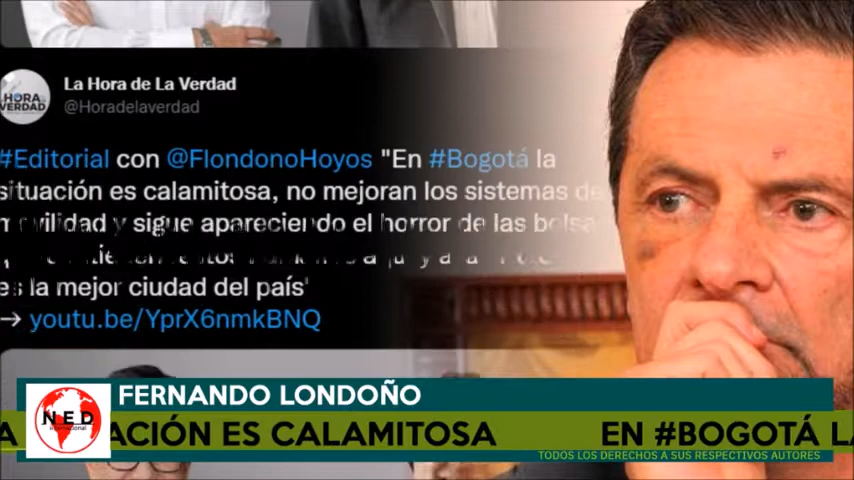 La Hora de La Verdad
@Horadelaverdad
HORA
VERDAD
#Editorial con @FlondonoHoyos "En #Bogotá la
situación es calamitosa, no mejoran los sistemas de
movilidad y sigue apareciendo el horror de las bolsas
es la mejor ciudad del país'
→ youtu.be/YprX6nmkBNQ
FERNANDO LONDOÑO
NED
internacional
A ACIÓN ES CALAMITOSA EN #BOGOTÁ LA
TODOS LOS DERECHOS A SUS RESPECTIVOS AUTORES